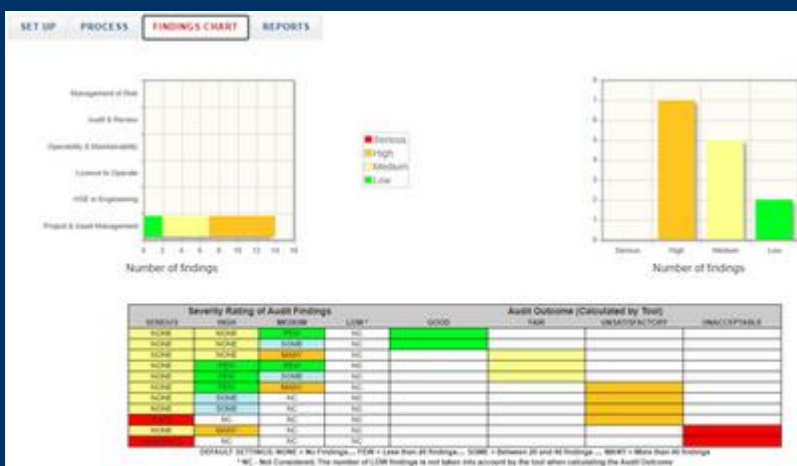 SET UP PROCESS FINDINGS CHART REPORTS
Management of Risk
Audit & Review
Operability & Maintainability
Licence to Operate
HSE in Engineering
Project & Asset Management
0 2 4 6 8 10 12 14 16
Number of findings
Serious
High
Medium
Low
8
7
6
5
4
3
2
1
0
Serious High Medium Low
Number of findings
Severity Rating of Audit Findings Audit Outcome (Calculated by Tool)
SERIOUS HIGH MEDIUM LOW * GOOD FAIR UNSATISFACTORY UNACCEPTABLE
NONE NONE FEW NC
NONE NONE SOME NC
NONE NONE MANY NC
NONE FEW FEW NC
NONE FEW SOME NC
NONE FEW MANY NC
NONE SOME NC NC
NONE SOME NC NC
NC NC NC
NONE MANY NC NC
NC NC NC
DEFAULT SETTINGS: NONE = No Findings... FEW = Less than 20 findings... SOME = Between 20 and 40 findings ... MANY = More than 40 findings
* NC - Not Considered. The number of LOW findings is not taken into account by the tool when calculating the Audit Outcome